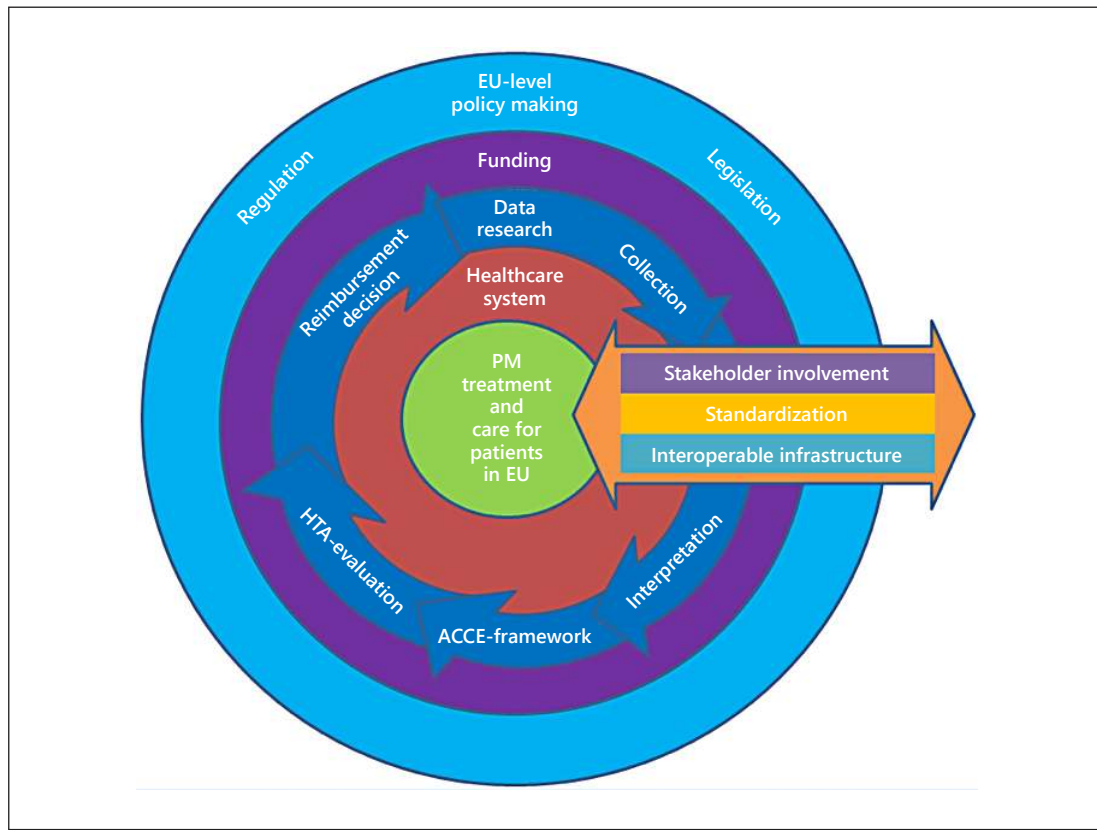 EU-level
policy making
Regulation
Legislation
Funding
Data
research
Collection
Reimbursement
decision
Healthcare
system
PM
treatment
and
care for
patients
in EU
Stakeholder involvement
Standardization
Interoperable infrastructure
Interpretation
HTA-evaluation
ACCE-framework